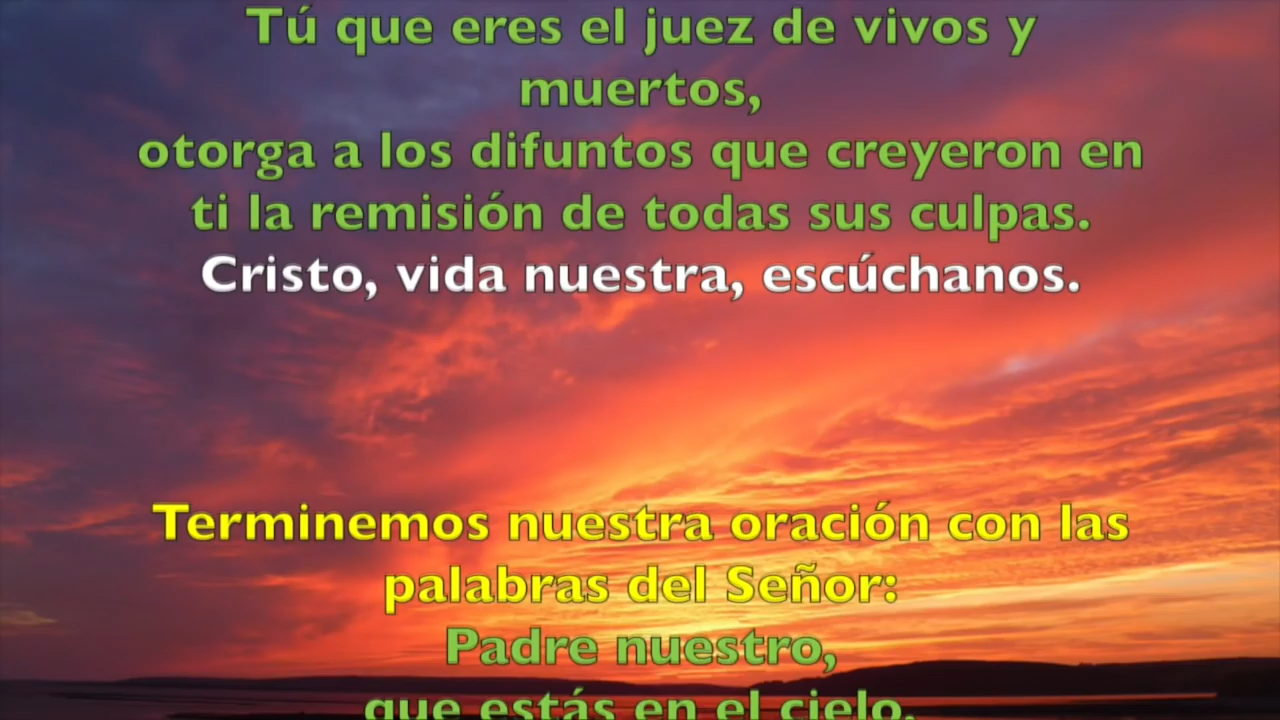 Tú que eres el juez de vivos y
muertos,
otorga a los difuntos que creyeron en
ti la remisión de todas sus culpas.
Cristo, vida nuestra, escúchanos.
Terminemos nuestra oración con las
palabras del Señor:
Padre nuestro,
que estás en el cielo,